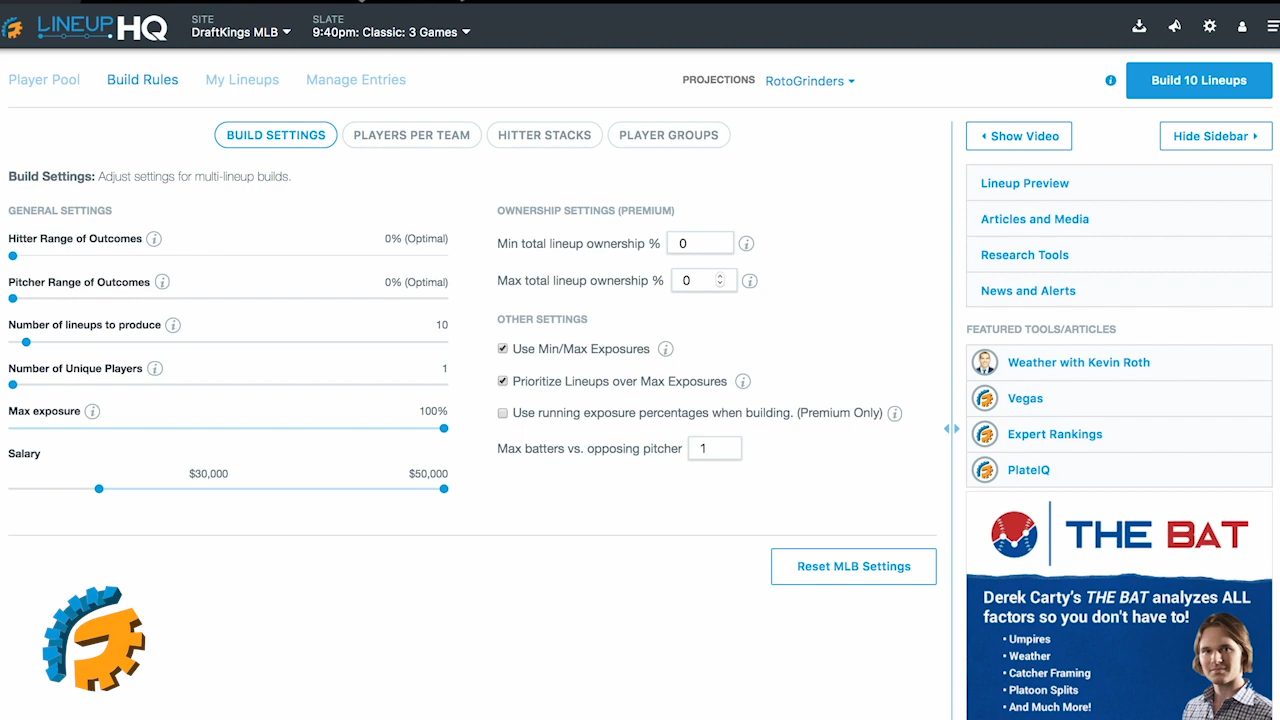 LINEUP.HQ
SITE
DraftKings MLB
SLATE
9:40pm: Classic: 3 Games
Player Pool
Build Rules
My Lineups
Manage Entries
PROJECTIONS
RotoGrinders
Build 10 Lineups
BUILD SETTINGS
PLAYERS PER TEAM
HITTER STACKS
PLAYER GROUPS
Build Settings: Adjust settings for multi-lineup builds.
GENERAL SETTINGS
Hitter Range of Outcomes
0% (Optimal)
Pitcher Range of Outcomes
0% (Optimal)
Number of lineups to produce
10
Number of Unique Players
1
Max exposure
100%
Salary
$30,000
$50,000
OWNERSHIP SETTINGS (PREMIUM)
Min total lineup ownership %
0
Max total lineup ownership %
0
OTHER SETTINGS
Use Min/Max Exposures
Prioritize Lineups over Max Exposures
Use running exposure percentages when building. (Premium Only)
Max batters vs. opposing pitcher
1
Reset MLB Settings
Show Video
Hide Sidebar
Lineup Preview
Articles and Media
Research Tools
News and Alerts
FEATURED TOOLS/ARTICLES
Weather with Kevin Roth
Vegas
Expert Rankings
PlateIQ
THE BAT
Derek Carty's THE BAT analyzes ALL
factors so you don't have to!
• Umpires
• Weather
• Catcher Framing
• Platoon Splits
• And Much More!